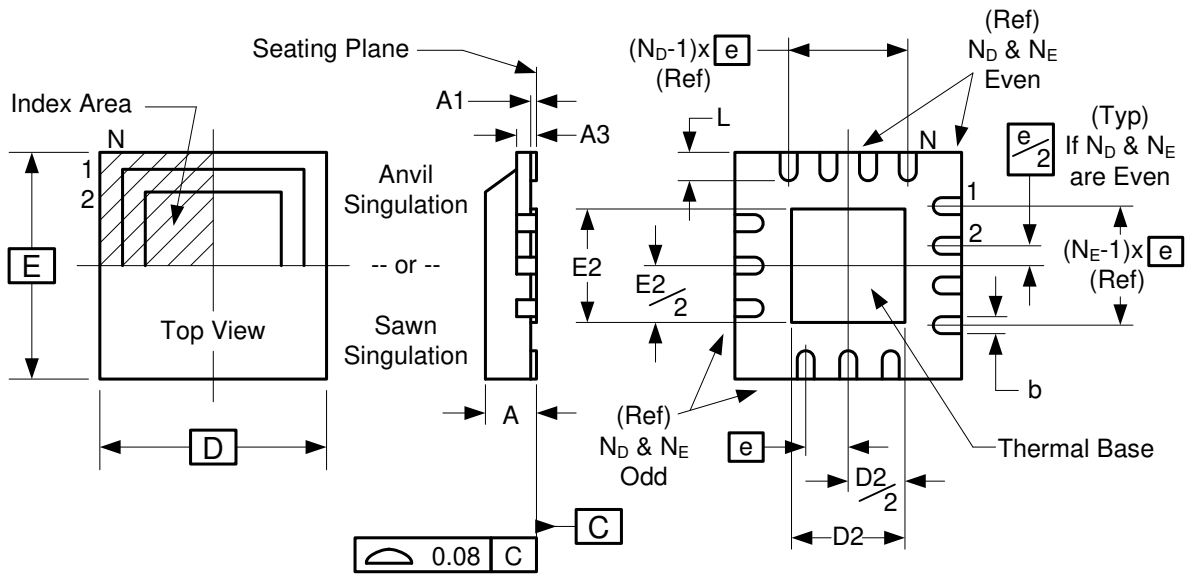 Seating Plane
Index Area
N
1
2
E
Top View
D
A1
A3
Anvil
Singulation
-- or --
Sawn
Singulation
A
0.08 C
C
(N_D-1)x e
(Ref)
L
(Ref)
N_D & N_E
Even
N
e/2
(Typ)
If N_D & N_E
are Even
1
2
(N_E-1)x e
(Ref)
E2
E2/2
b
(Ref)
N_D & N_E
Odd
e
Thermal Base
D2/2
D2